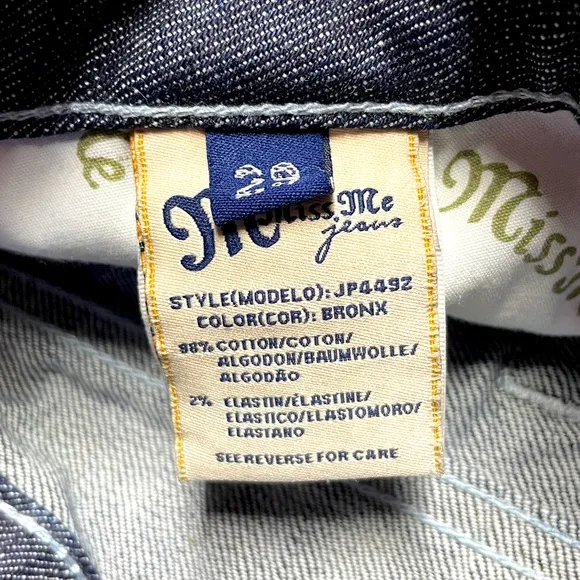 29
Miss Me
jeans
STYLE(MODELO): JP4492
COLOR(COR): BRONX
98% COTTON/COTON/
ALGODON/BAUMWOLLE/
ALGODÃO
2% ELASTIN/ÉLASTINE/
ELASTICO/ELASTOMORO/
ELASTANO
SEE REVERSE FOR CARE
Miss